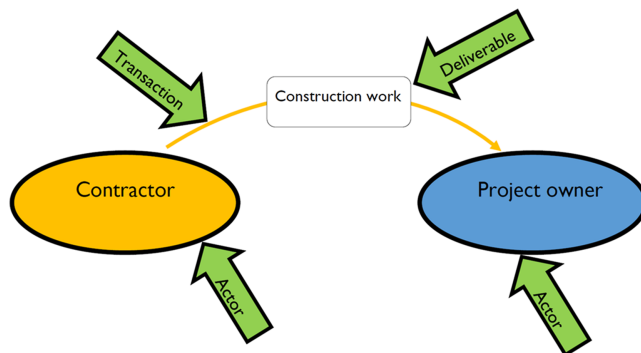 Transaction
Deliverable
Construction work
Contractor
Project owner
Actor
Actor